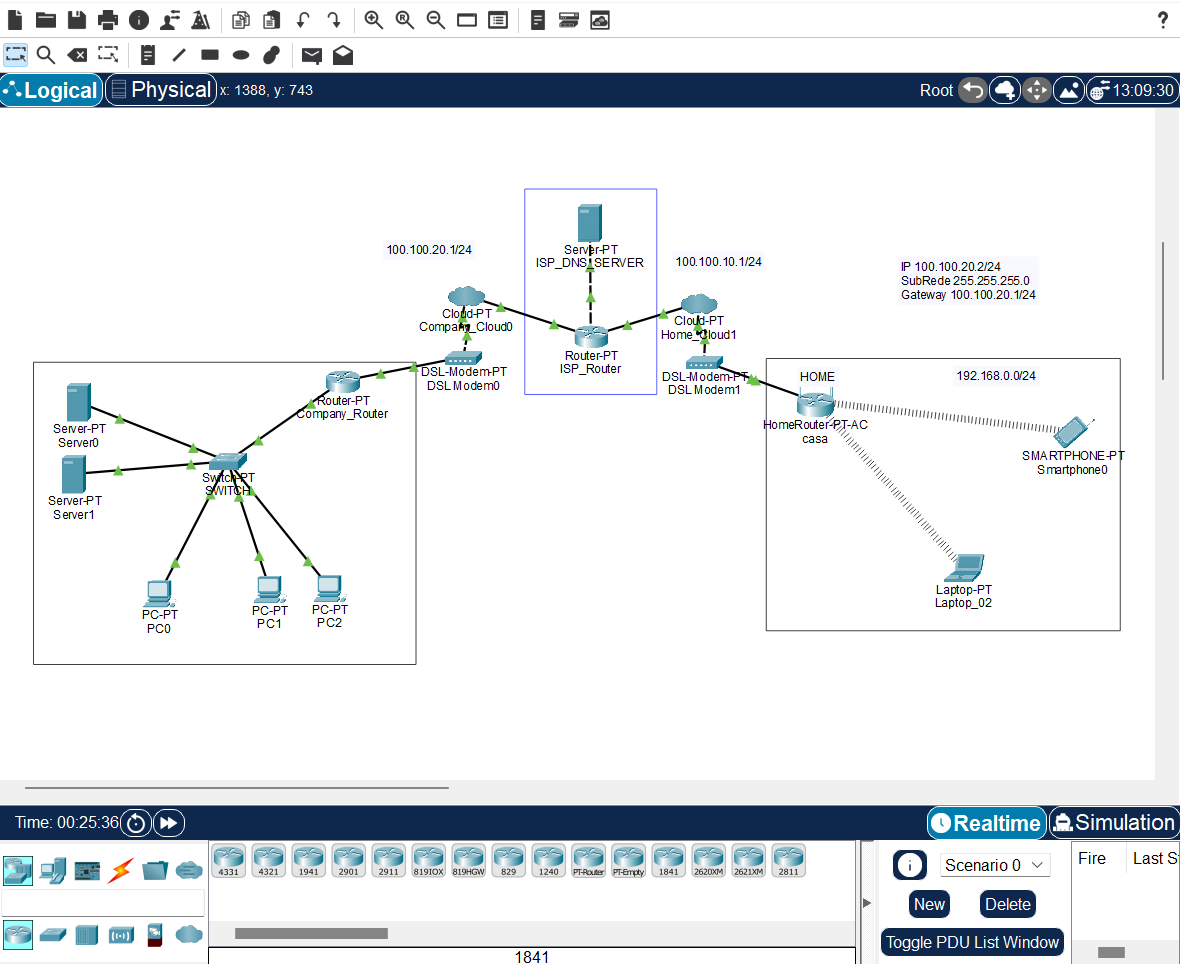 Logical
Physical
x: 1388, y: 743
Root
13:09:30
100.100.20.1/24
Server-PT
ISP_DNS_SERVER
100.100.10.1/24
IP 100.100.20.2/24
SubRede 255.255.255.0
Gateway 100.100.20.1/24
Cloud-PT
Company_Cloud0
Cloud-PT
Home_Cloud1
Router-PT
ISP_Router
DSL-Modem-PT
DSL Modem0
DSL-Modem-PT
DSL Modem1
HOME
192.168.0.0/24
Router-PT
Company_Router
HomeRouter-PT-AC
casa
Server-PT
Server0
SMARTPHONE-PT
Smartphone0
Switch-PT
SWITCH
Server-PT
Server1
Laptop-PT
Laptop_02
PC-PT
PC0
PC-PT
PC1
PC-PT
PC2
Time: 00:25:36
Realtime
Simulation
4331
4321
1941
2901
2911
819IOX
819HGW
829
1240
PT-Router
PT-Empty
1841
2620XM
2621XM
2811
1841
Scenario 0
New
Delete
Toggle PDU List Window
Fire
Last S